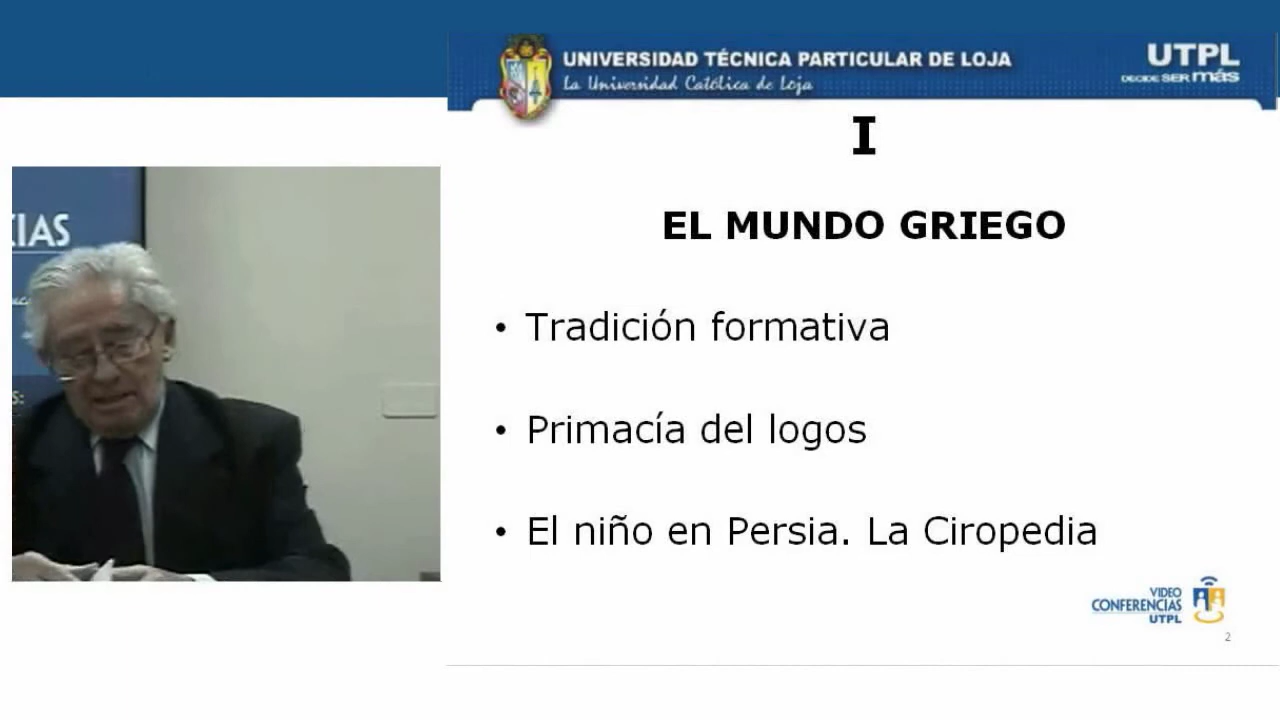 UNIVERSIDAD TÉCNICA PARTICULAR DE LOJA
La Universidad Católica de Loja
UTPL
DECIDE SER más
I
EL MUNDO GRIEGO
• Tradición formativa
• Primacía del logos
• El niño en Persia. La Ciropedia
CIAS
S:
VIDEO
CONFERENCIAS
UTPL
2